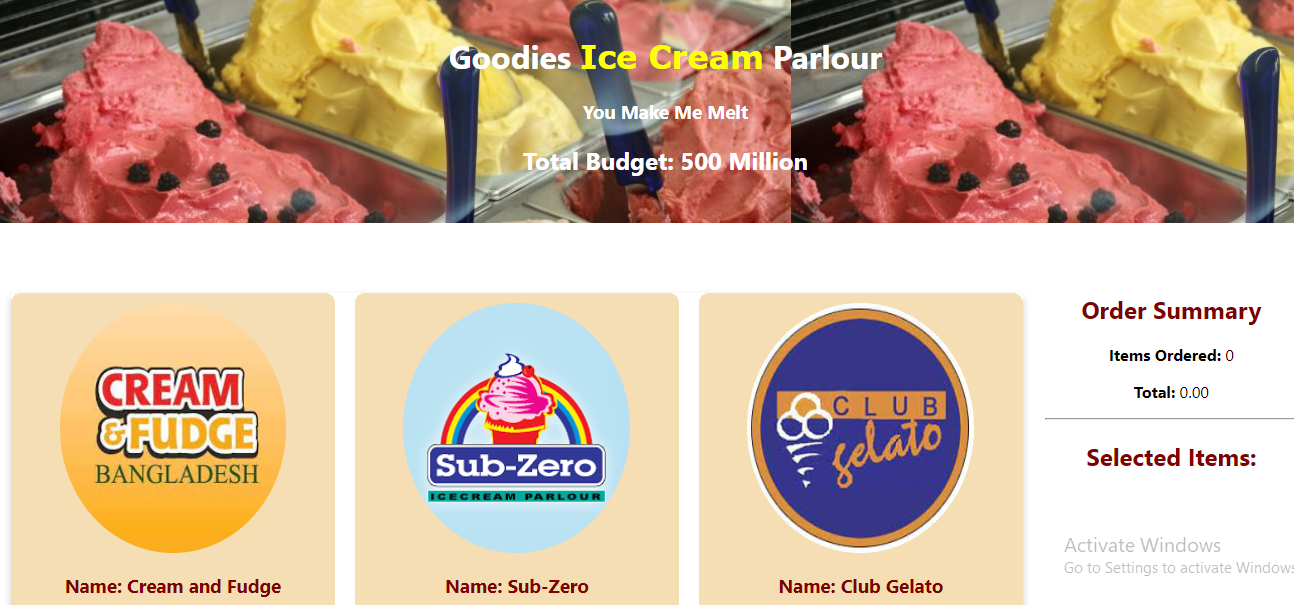 Goodies Ice Cream Parlour
You Make Me Melt
Total Budget: 500 Million
CREAM
& FUDGE
BANGLADESH
Sub-Zero
ICECREAM PARLOUR
CLUB
gelato
Name: Cream and Fudge
Name: Sub-Zero
Name: Club Gelato
Order Summary
Items Ordered: 0
Total: 0.00
Selected Items:
Activate Windows
Go to Settings to activate Windows